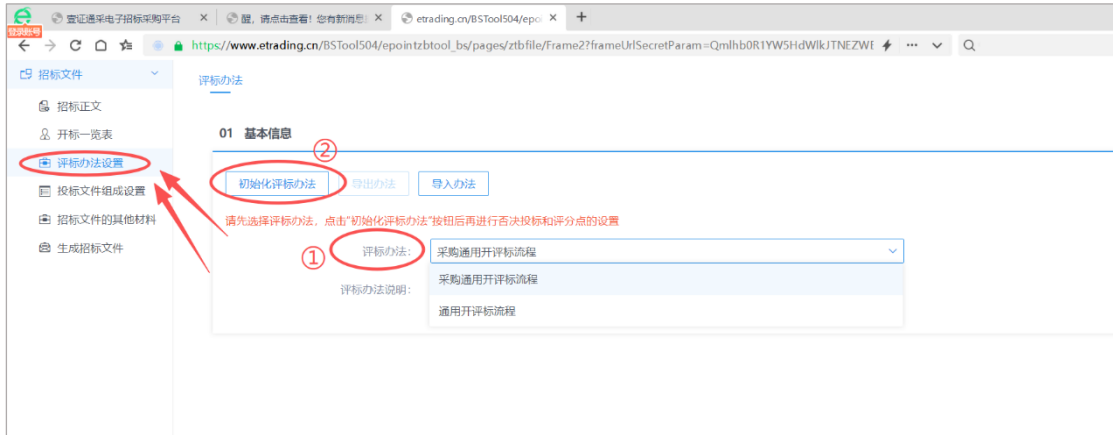 壹证通采电子招标采购平台
醒，请点击查看！您有新消息
etrading.cn/BSTool504/epoi
登录账号
https://www.etrading.cn/BSTool504/epointzbtool_bs/pages/ztbfile/Frame2?frameUrlSecretParam=Qmlhb0R1YW5HdWlkJTNEZWE
招标文件
评标办法
招标正文
开标一览表
01 基本信息
②
评标办法设置
初始化评标办法 导出办法 导入办法
投标文件组成设置
招标文件的其他材料
请先选择评标办法，点击"初始化评标办法"按钮后再进行否决投标和评分点的设置
生成招标文件
① 评标办法: 采购通用开评标流程
采购通用开评标流程
评标办法说明:
通用开评标流程